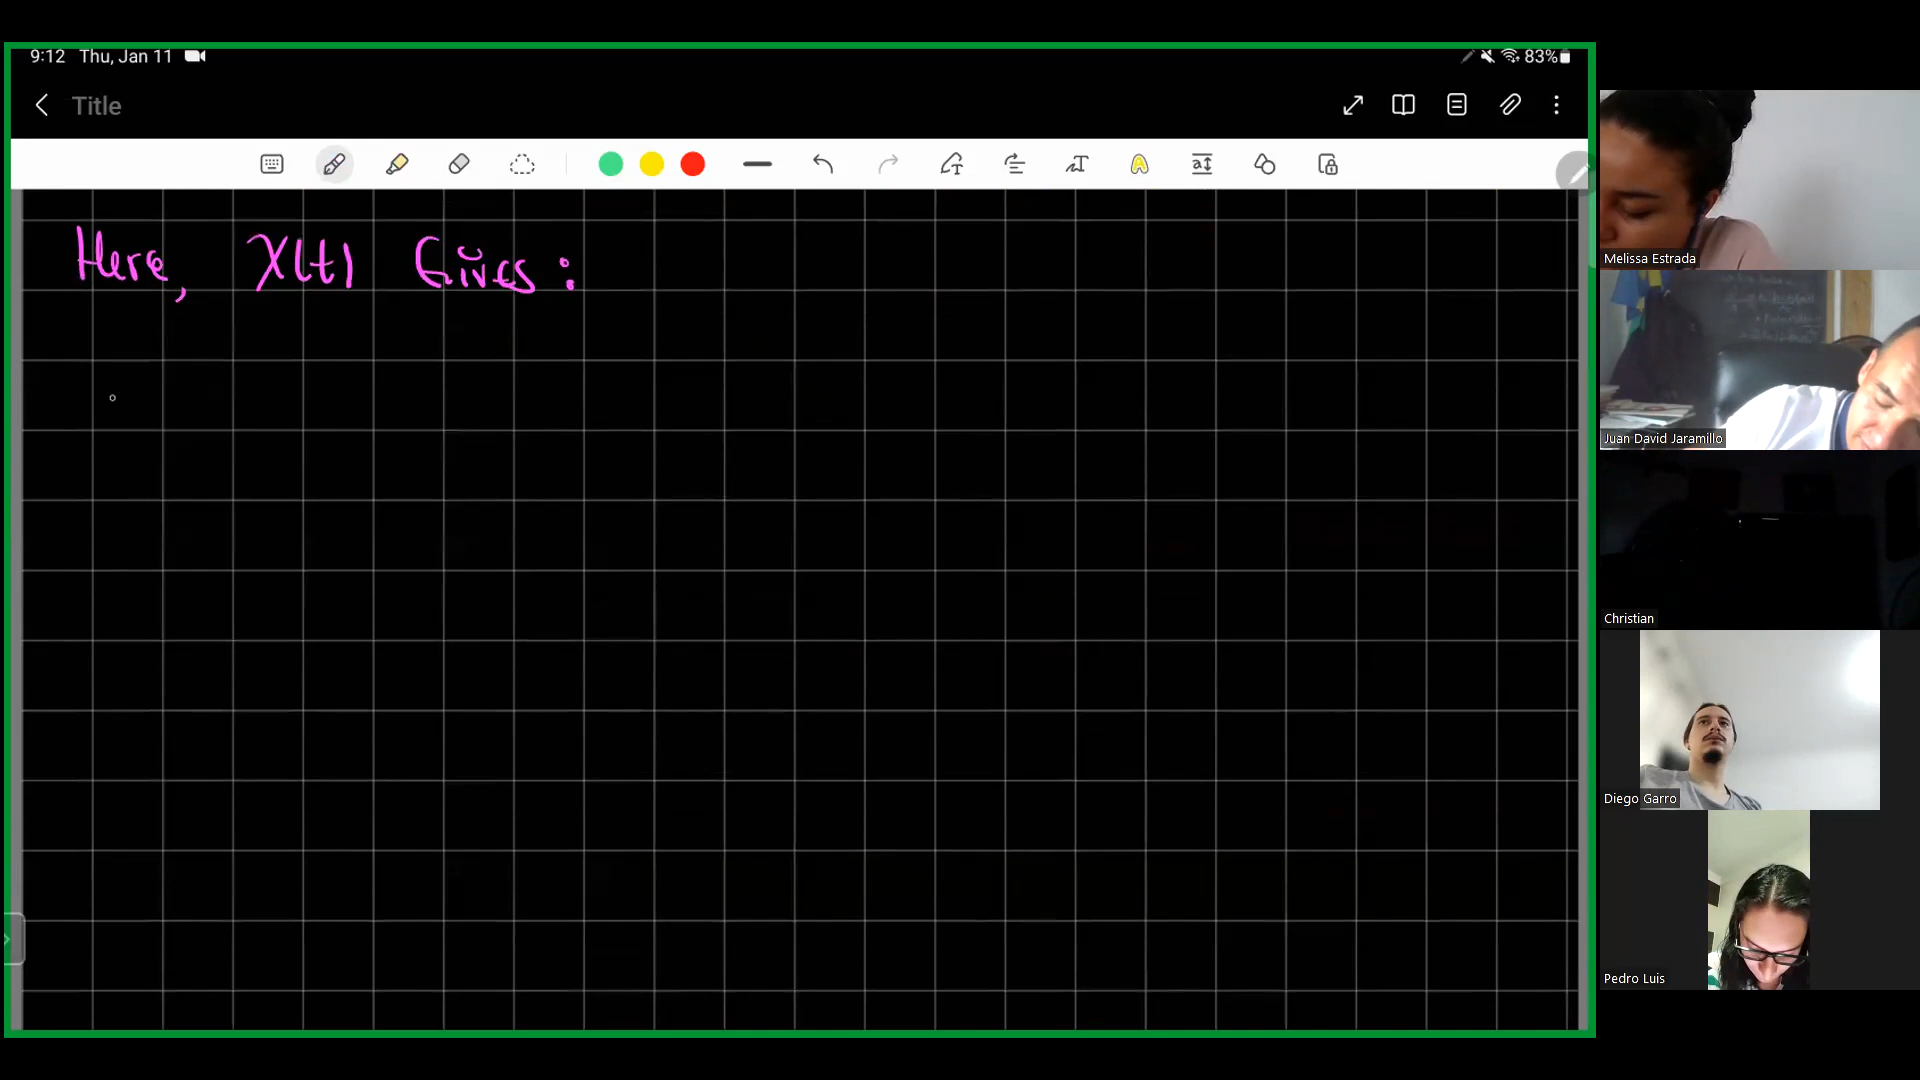 9:12 Thu, Jan 11 83%
Title
Here, X(t) Gives:
Melissa Estrada
Juan David Jaramillo
Christian
Diego Garro
Pedro Luis